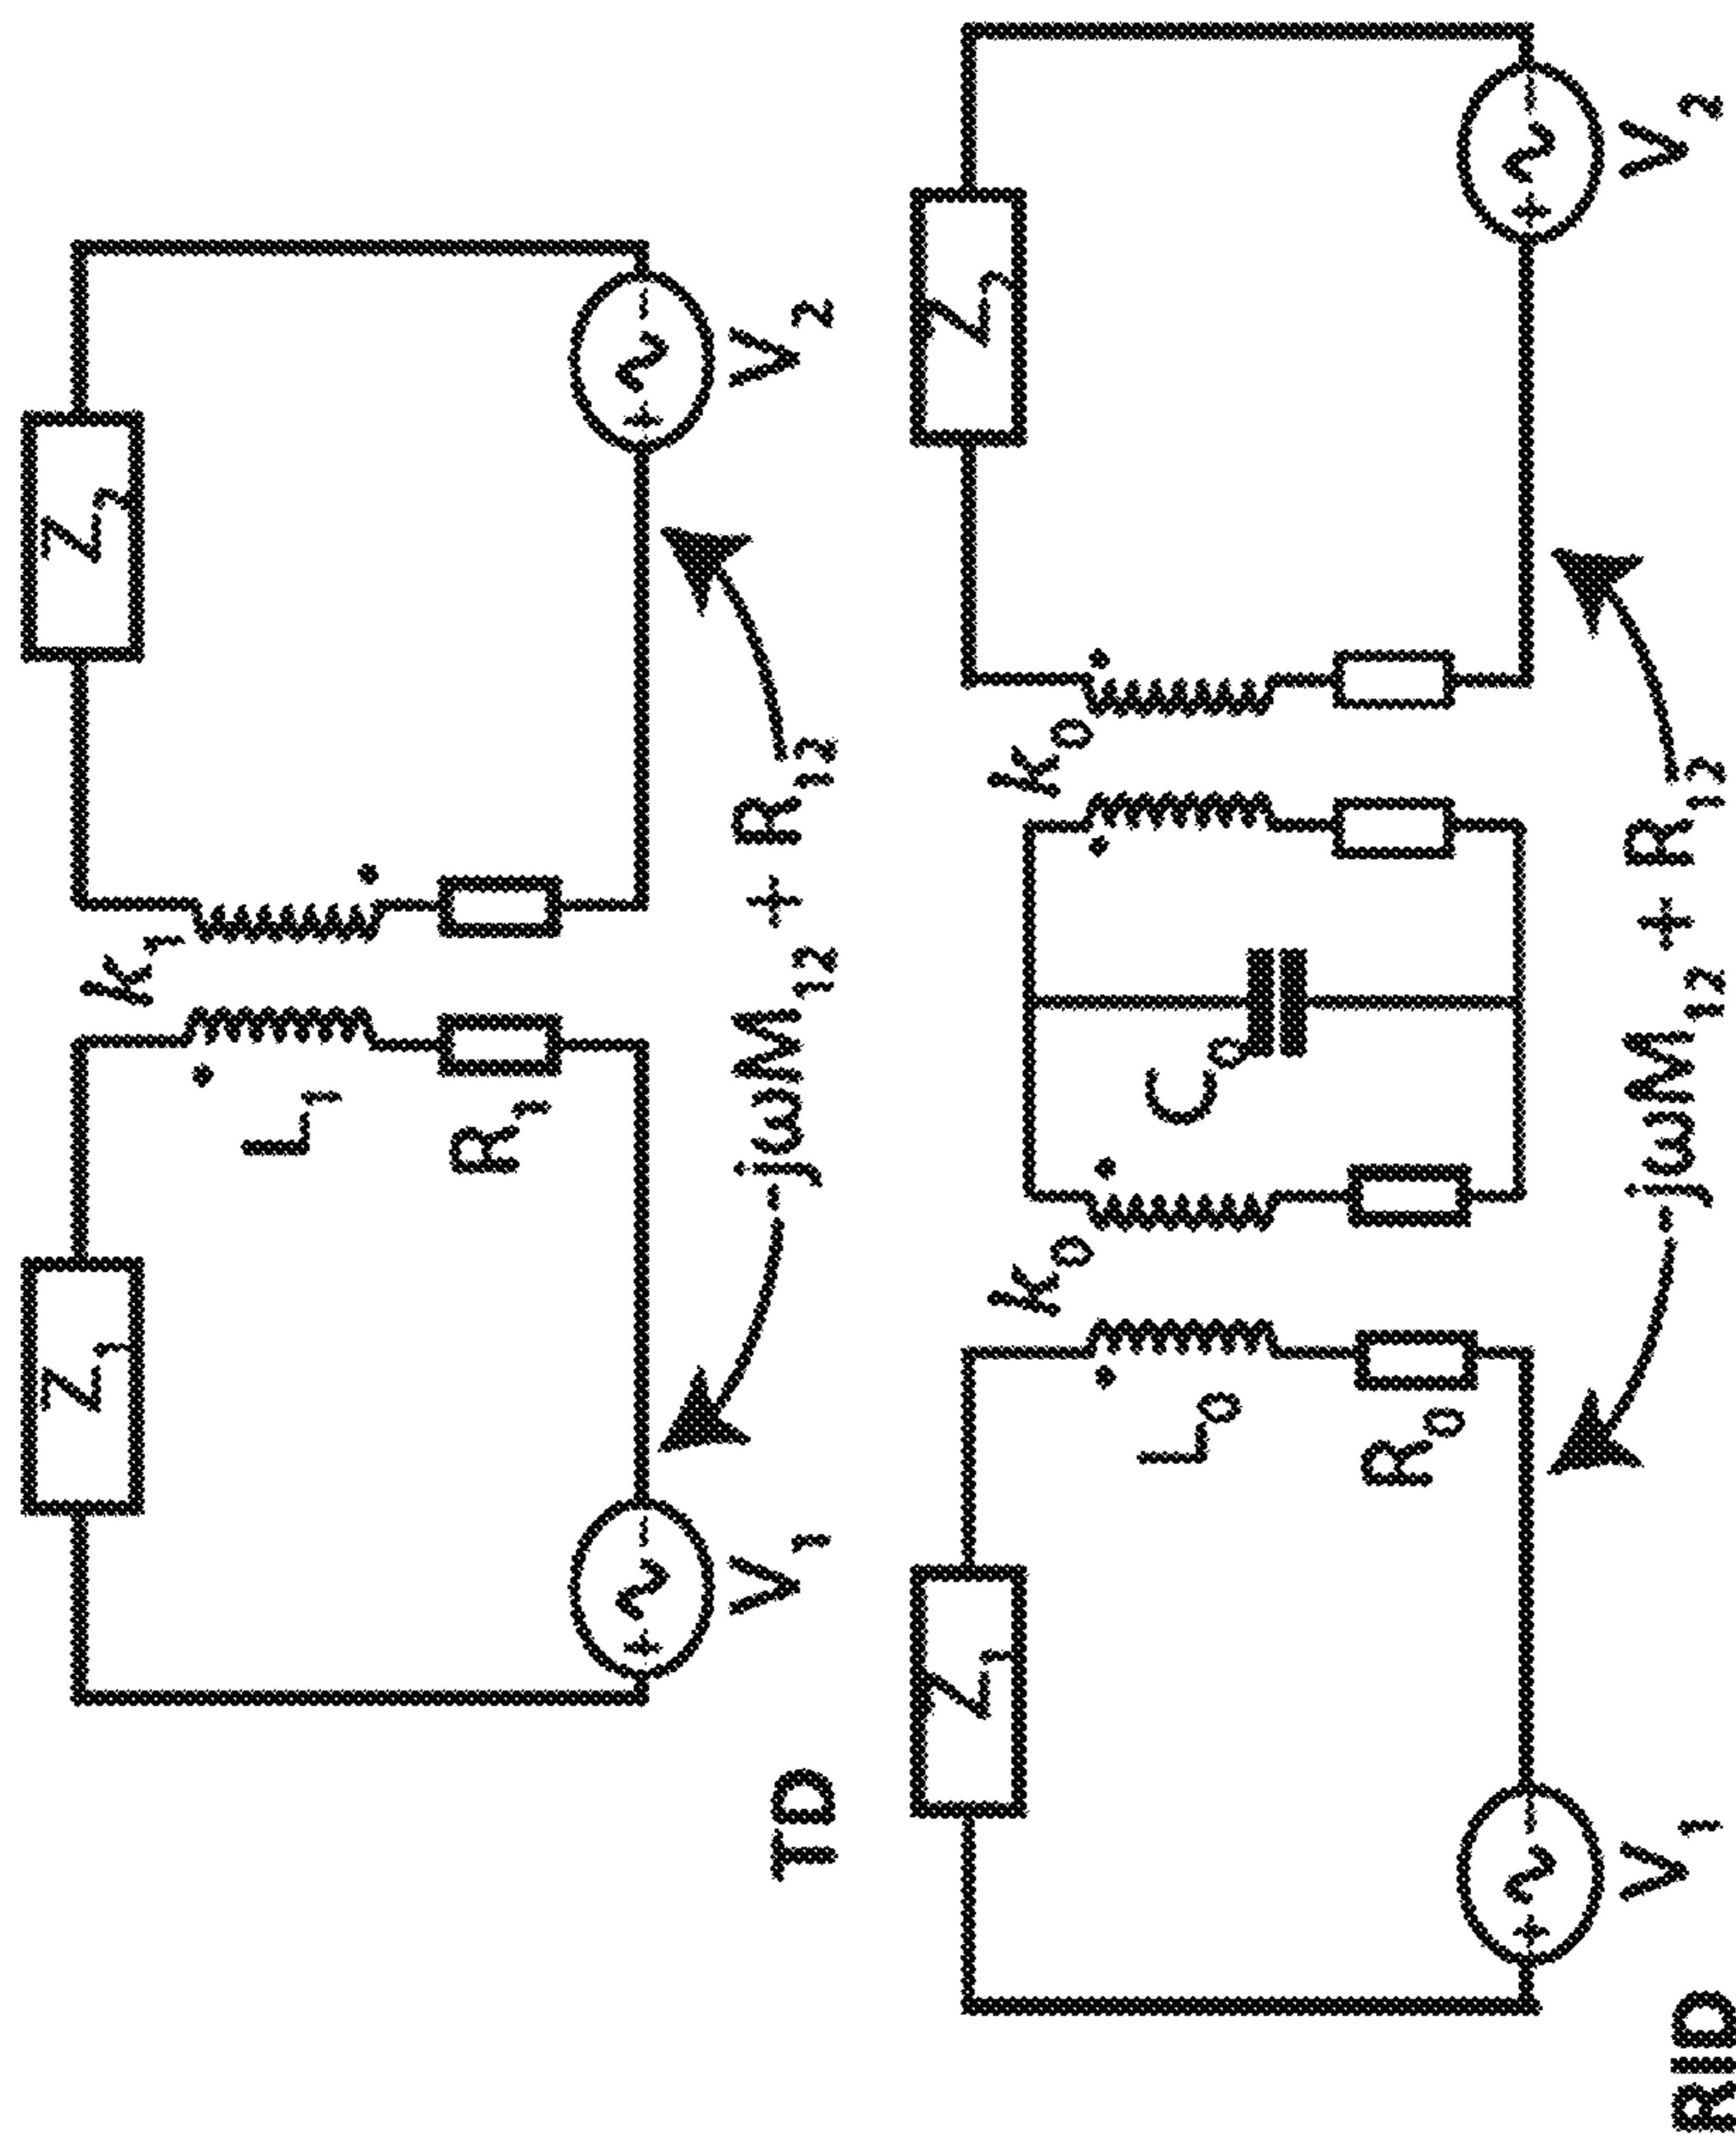 Z₁ Z₂
k₁
L₁
R₁
V₁ -jωM₁₂ + R₁₂ V₂
TD
Z₁ Z₂
k₀ k₀
L₀ C₀
R₀
V₁ -jωM₁₂ + R₁₂ V₂
RID